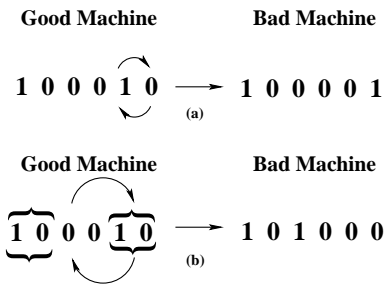 Good Machine Bad Machine
1 0 0 0 1 0 1 0 0 0 0 1
(a)
Good Machine Bad Machine
1 0 0 0 1 0 1 0 1 0 0 0
(b)